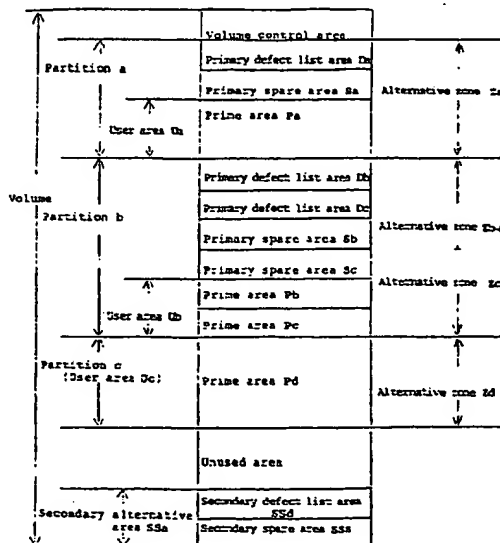 Volume control area
Primary defect list area Da
Partition a
Primary spare area Sa
Alternative zone Za
User area Ua
Prime area Pa
Volume
Primary defect list area Db
Partition b
Primary defect list area Dc
Alternative zone Zb
Primary spare area Sb
Primary spare area Sc
Alternative zone Zc
User area Ub
Prime area Pb
Prime area Pc
Partition c
(User area Uc)
Prime area Pd
Alternative zone Zd
Unused area
Secondary alternative
area SSa
Secondary defect list area
SSd
Secondary spare area SSs